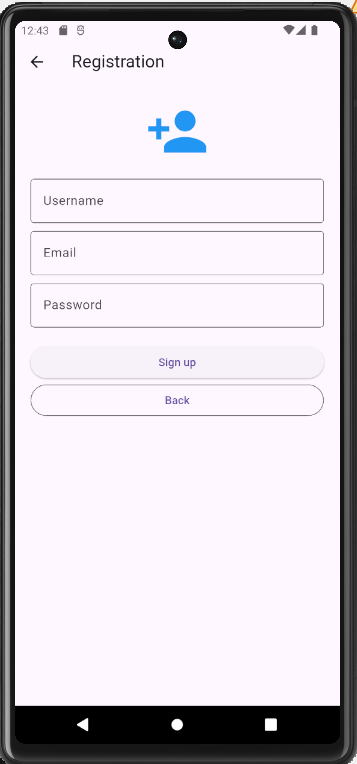 12:43
Registration
Username
Email
Password
Sign up
Back